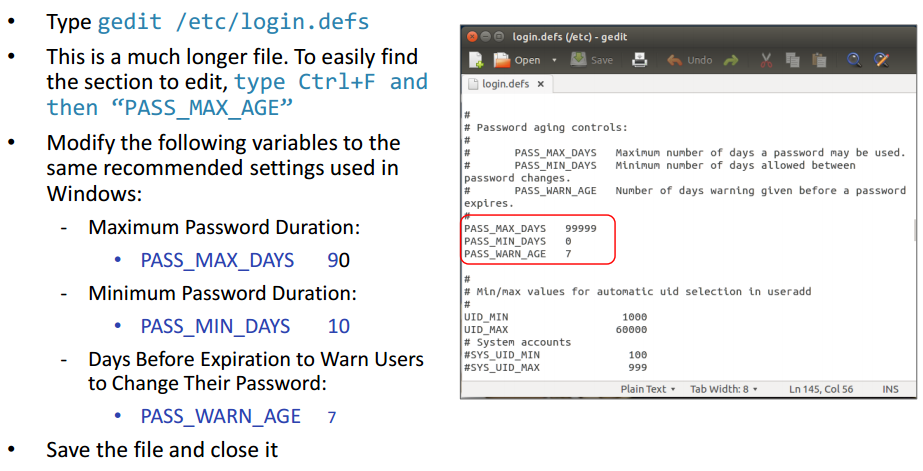 • Type gedit /etc/login.defs
• This is a much longer file. To easily find
the section to edit, type Ctrl+F and
then “PASS_MAX_AGE”
• Modify the following variables to the
same recommended settings used in
Windows:
- Maximum Password Duration:
• PASS_MAX_DAYS 90
- Minimum Password Duration:
• PASS_MIN_DAYS 10
- Days Before Expiration to Warn Users
to Change Their Password:
• PASS_WARN_AGE 7
• Save the file and close it
login.defs (/etc) - gedit
Open Save Undo
login.defs ×
#
# Password aging controls:
#
# PASS_MAX_DAYS Maximum number of days a password may be used.
# PASS_MIN_DAYS Minimum number of days allowed between
password changes.
# PASS_WARN_AGE Number of days warning given before a password
expires.
#
PASS_MAX_DAYS 99999
PASS_MIN_DAYS 0
PASS_WARN_AGE 7
#
# Min/max values for automatic uid selection in useradd
#
UID_MIN 1000
UID_MAX 60000
# System accounts
#SYS_UID_MIN 100
#SYS_UID_MAX 999
Plain Text Tab Width: 8 Ln 145, Col 56 INS